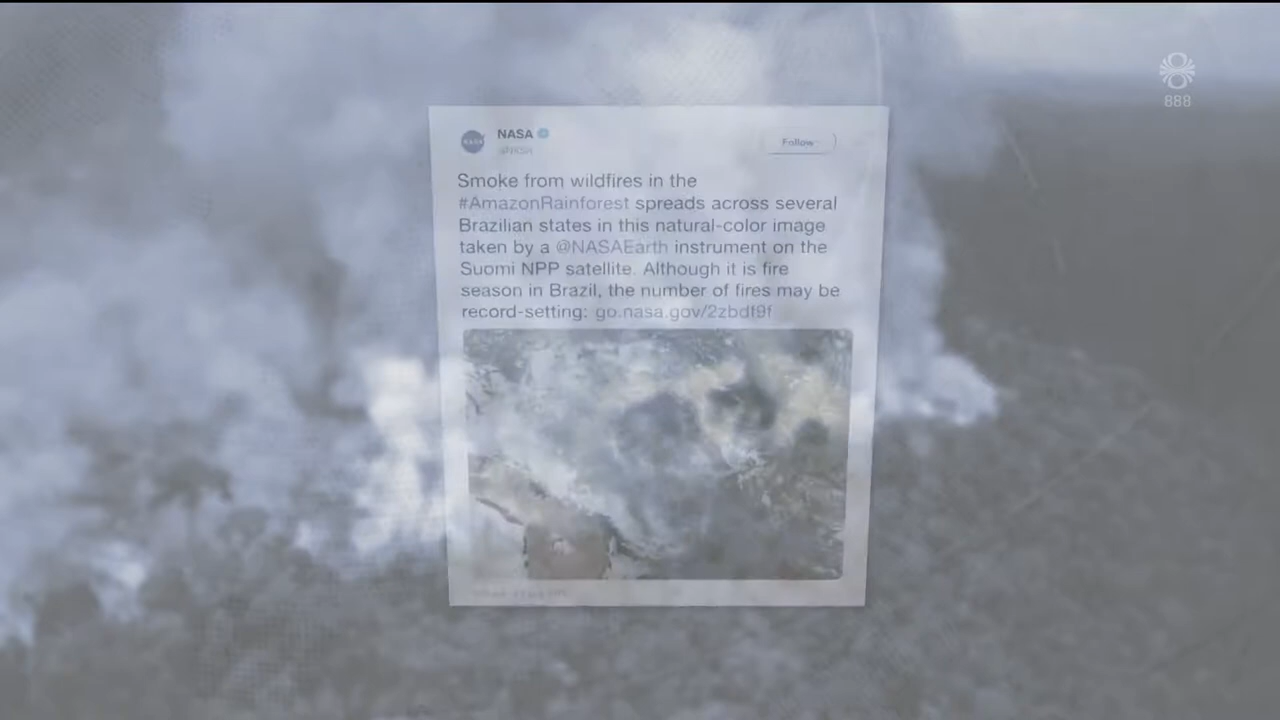 888
NASA
@NASA
Follow
Smoke from wildfires in the
#AmazonRainforest spreads across several
Brazilian states in this natural-color image
taken by a @NASAEarth instrument on the
Suomi NPP satellite. Although it is fire
season in Brazil, the number of fires may be
record-setting: go.nasa.gov/2zbdf9f